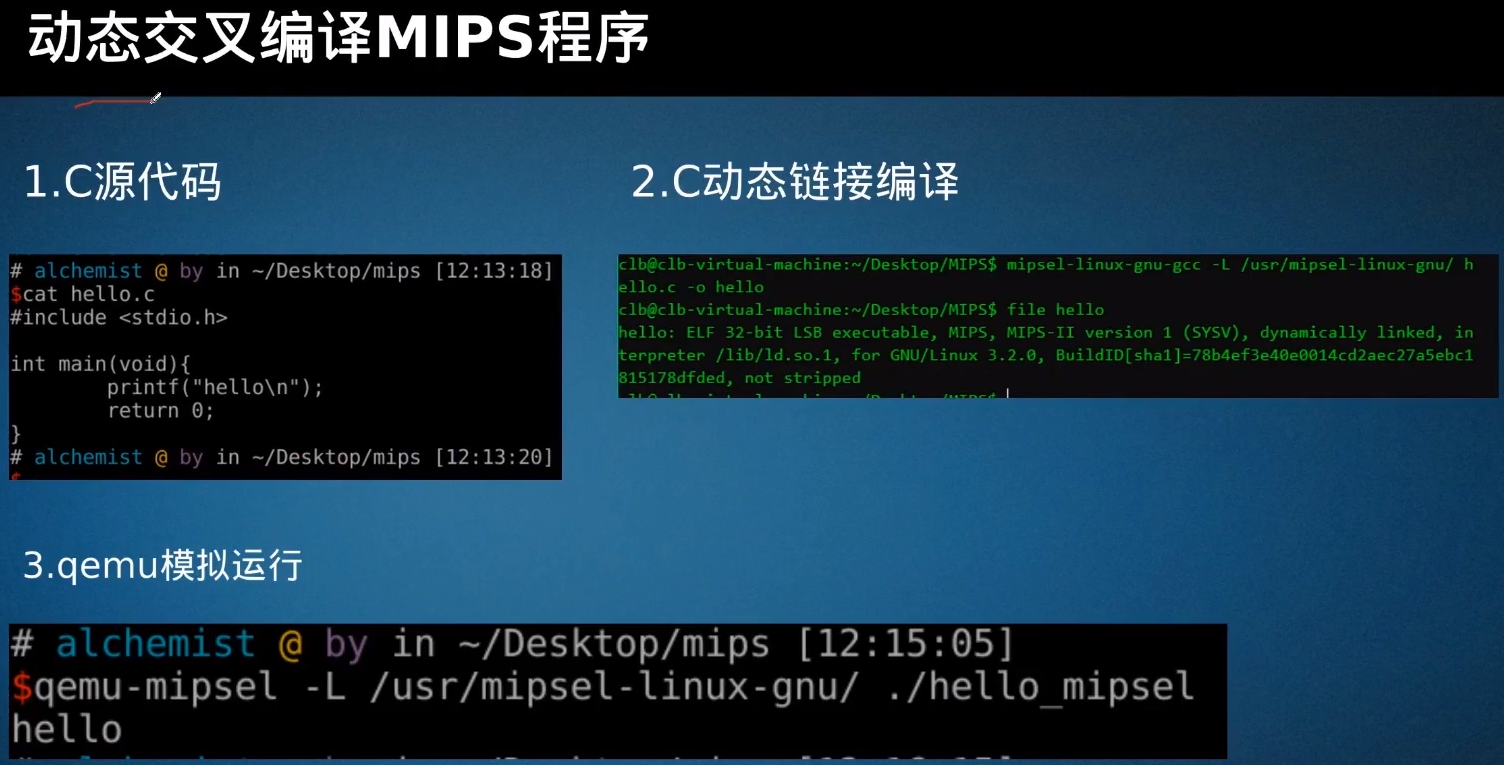 动态交叉编译MIPS程序
1.C源代码
# alchemist @ by in ~/Desktop/mips [12:13:18]
$cat hello.c
#include <stdio.h>
int main(void){
printf("hello\n");
return 0;
}
# alchemist @ by in ~/Desktop/mips [12:13:20]
$
2.C动态链接编译
clb@clb-virtual-machine:~/Desktop/MIPS$ mipsel-linux-gnu-gcc -L /usr/mipsel-linux-gnu/ h
ello.c -o hello
clb@clb-virtual-machine:~/Desktop/MIPS$ file hello
hello: ELF 32-bit LSB executable, MIPS, MIPS-II version 1 (SYSV), dynamically linked, in
terpreter /lib/ld.so.1, for GNU/Linux 3.2.0, BuildID[sha1]=78b4ef3e40e0014cd2aec27a5ebc1
815178dfded, not stripped
3.qemu模拟运行
# alchemist @ by in ~/Desktop/mips [12:15:05]
$qemu-mipsel -L /usr/mipsel-linux-gnu/ ./hello_mipsel
hello